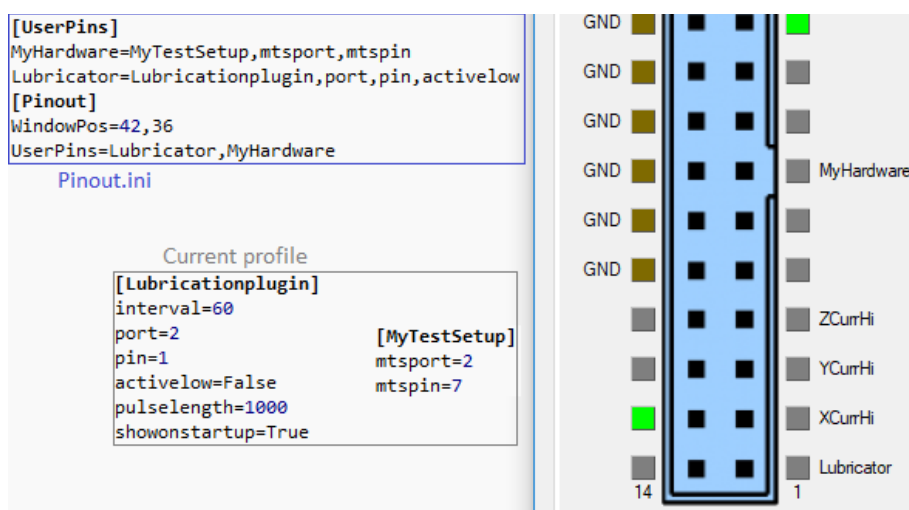 [UserPins]
MyHardware=MyTestSetup,mtsport,mtspin
Lubricator=Lubricationplugin,port,pin,activelow
[Pinout]
WindowPos=42,36
UserPins=Lubricator,MyHardware
Pinout.ini
Current profile
[Lubricationplugin]
interval=60
port=2
pin=1
activelow=False
pulselength=1000
showonstartup=True
[MyTestSetup]
mtsport=2
mtspin=7
GND
GND
GND
GND MyHardware
GND
GND
ZCurrHi
YCurrHi
XCurrHi
Lubricator
14 1